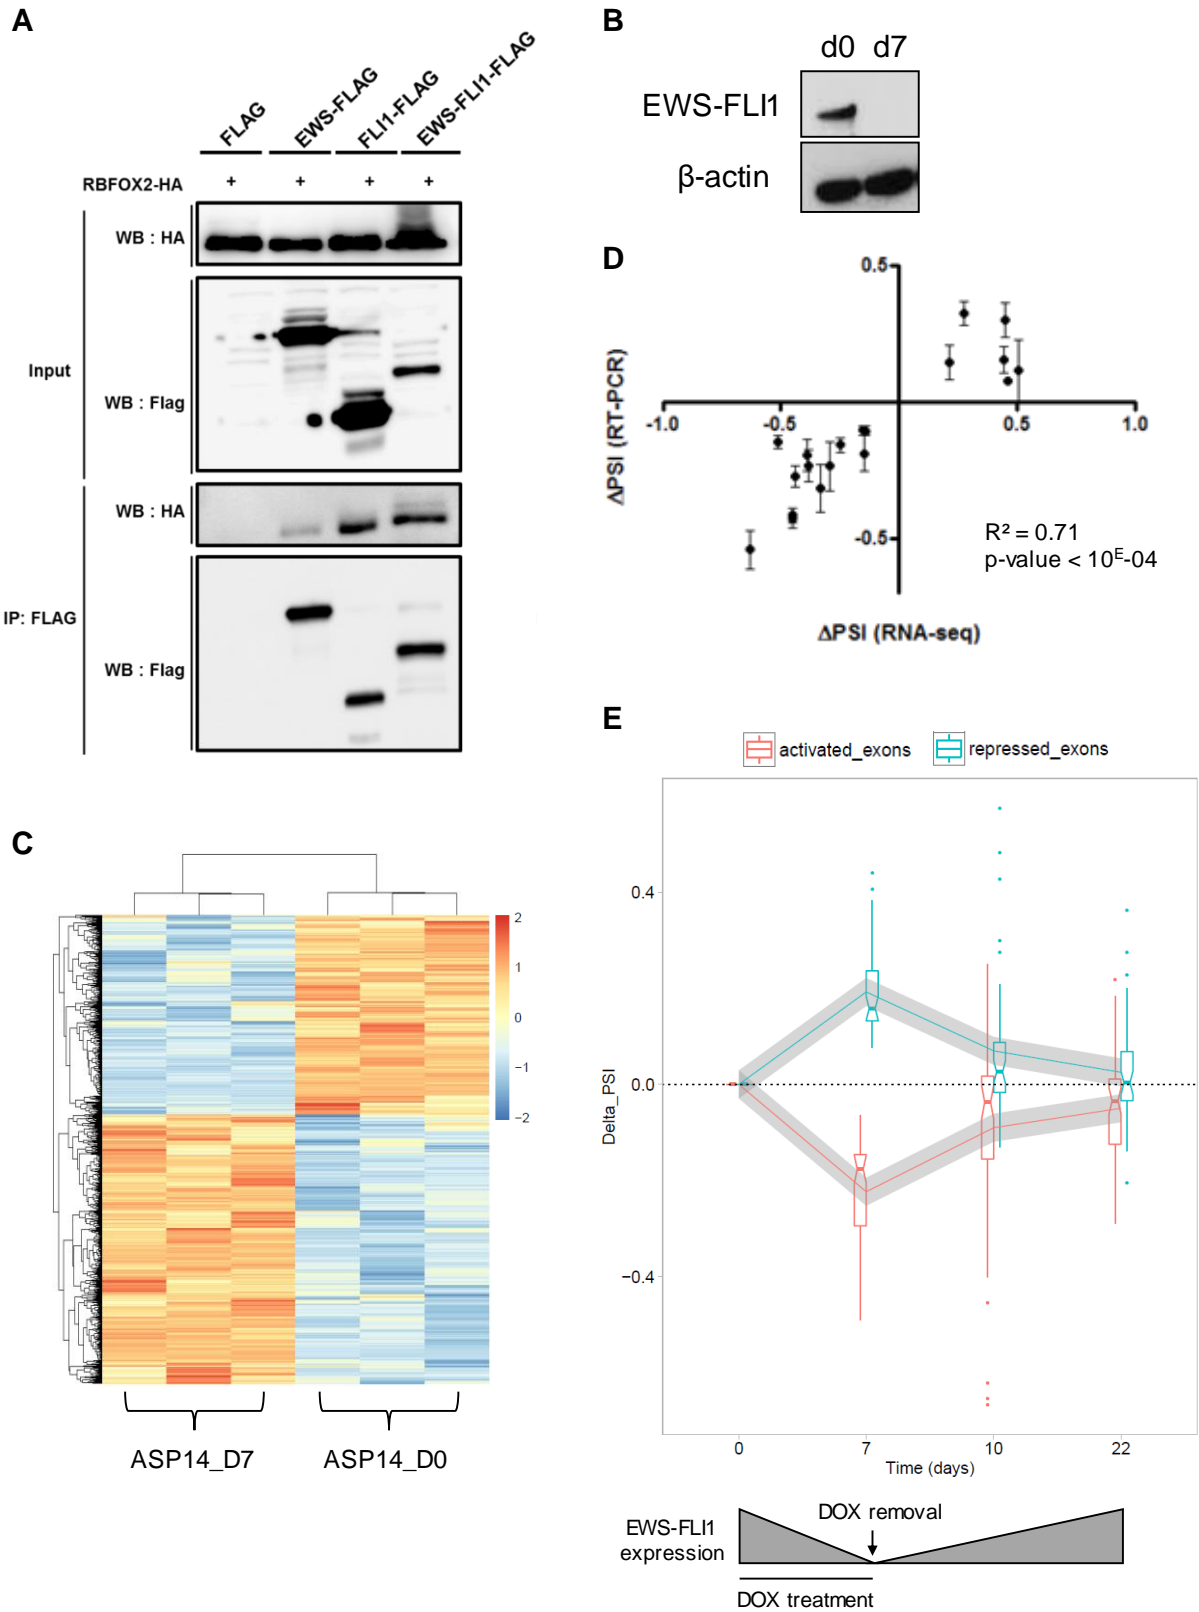 A
FLAG
EWS-FLAG
FLI1-FLAG
EWS-FLI1-FLAG
RBFOX2-HA
+ + + +
WB : HA
Input
WB : Flag
WB : HA
IP: FLAG
WB : Flag
B
d0 d7
EWS-FLI1
β-actin
C
2
1
0
−1
−2
ASP14_D7
ASP14_D0
D
0.5
-1.0 -0.5 0.5 1.0
-0.5
ΔPSI (RT-PCR)
R² = 0.71
p-value < 10ᴱ-04
ΔPSI (RNA-seq)
E
activated_exons repressed_exons
0.4
0.0
−0.4
Delta_PSI
0 7 10 22
Time (days)
DOX removal
EWS-FLI1
expression
DOX treatment